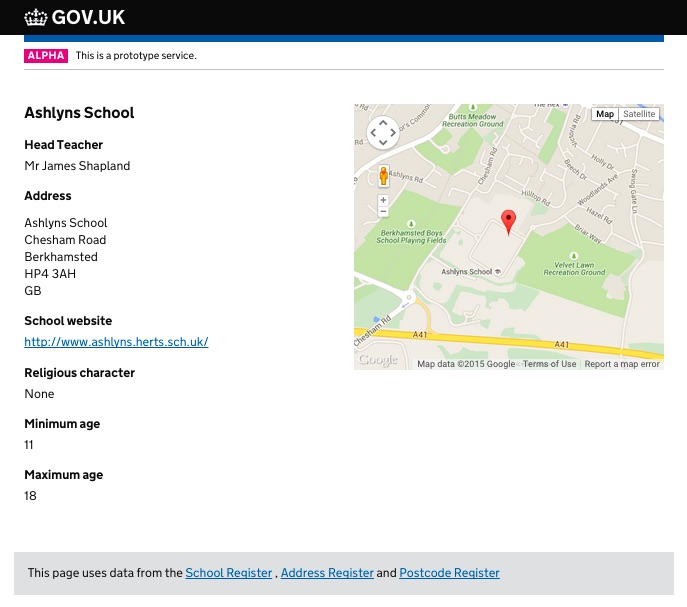 GOV.UK
ALPHA This is a prototype service.
Ashlyns School
Head Teacher
Mr James Shapland
Address
Ashlyns School
Chesham Road
Berkhamsted
HP4 3AH
GB
School website
http://www.ashlyns.herts.sch.uk/
Religious character
None
Minimum age
11
Maximum age
18
Map Satellite
Butts Meadow
Recreation Ground
Chesham Rd
Ashlyns Rd
Hilltop Rd
Beech Dr
Holly Dr
Woodlands Ave
Swing Gate Ln
Hazel Rd
Briar Way
Berkhamsted Boys
School Playing Fields
Velvet Lawn
Recreation Ground
Ashlyns School
Chesham Rd
A41
A41
Google
Map data ©2015 Google Terms of Use Report a map error
This page uses data from the School Register , Address Register and Postcode Register